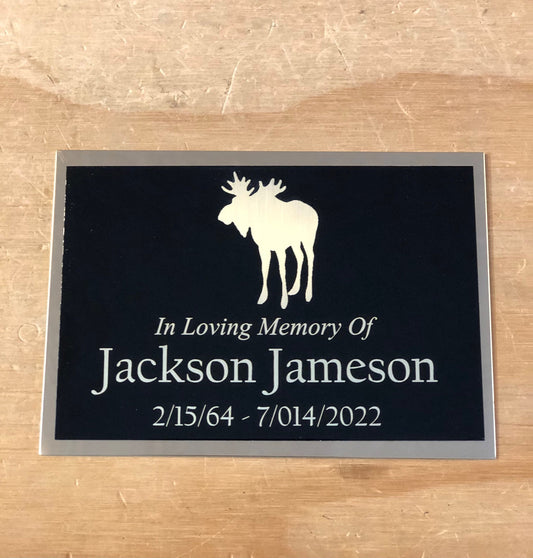 In Loving Memory Of
Jackson Jameson
2/15/64 - 7/014/2022